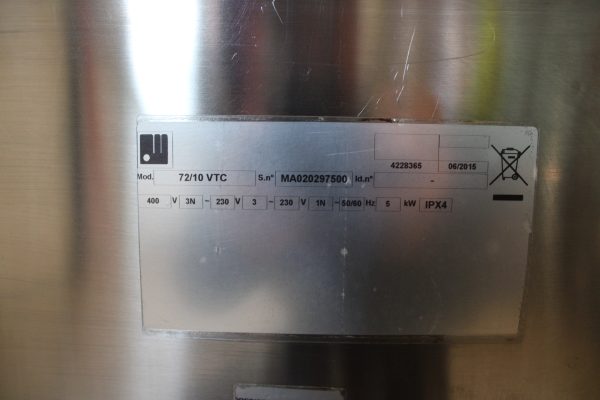 4228365 06/2015
Mod. 72/10 VTC S.n° MA020297500 Id.n° -
400 V 3N ~ 230 V 3 ~ 230 V 1N ~ 50/60 Hz 5 kW IPX4